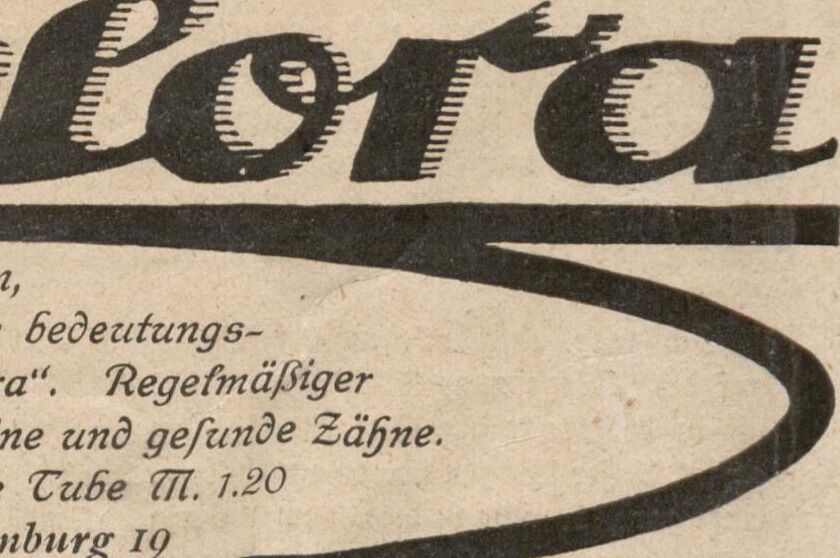 lora
n,
bedeutungs-
ra“. Regelmäßiger
ne und geſunde Zähne.
e Tube M. 1.20
nburg 19